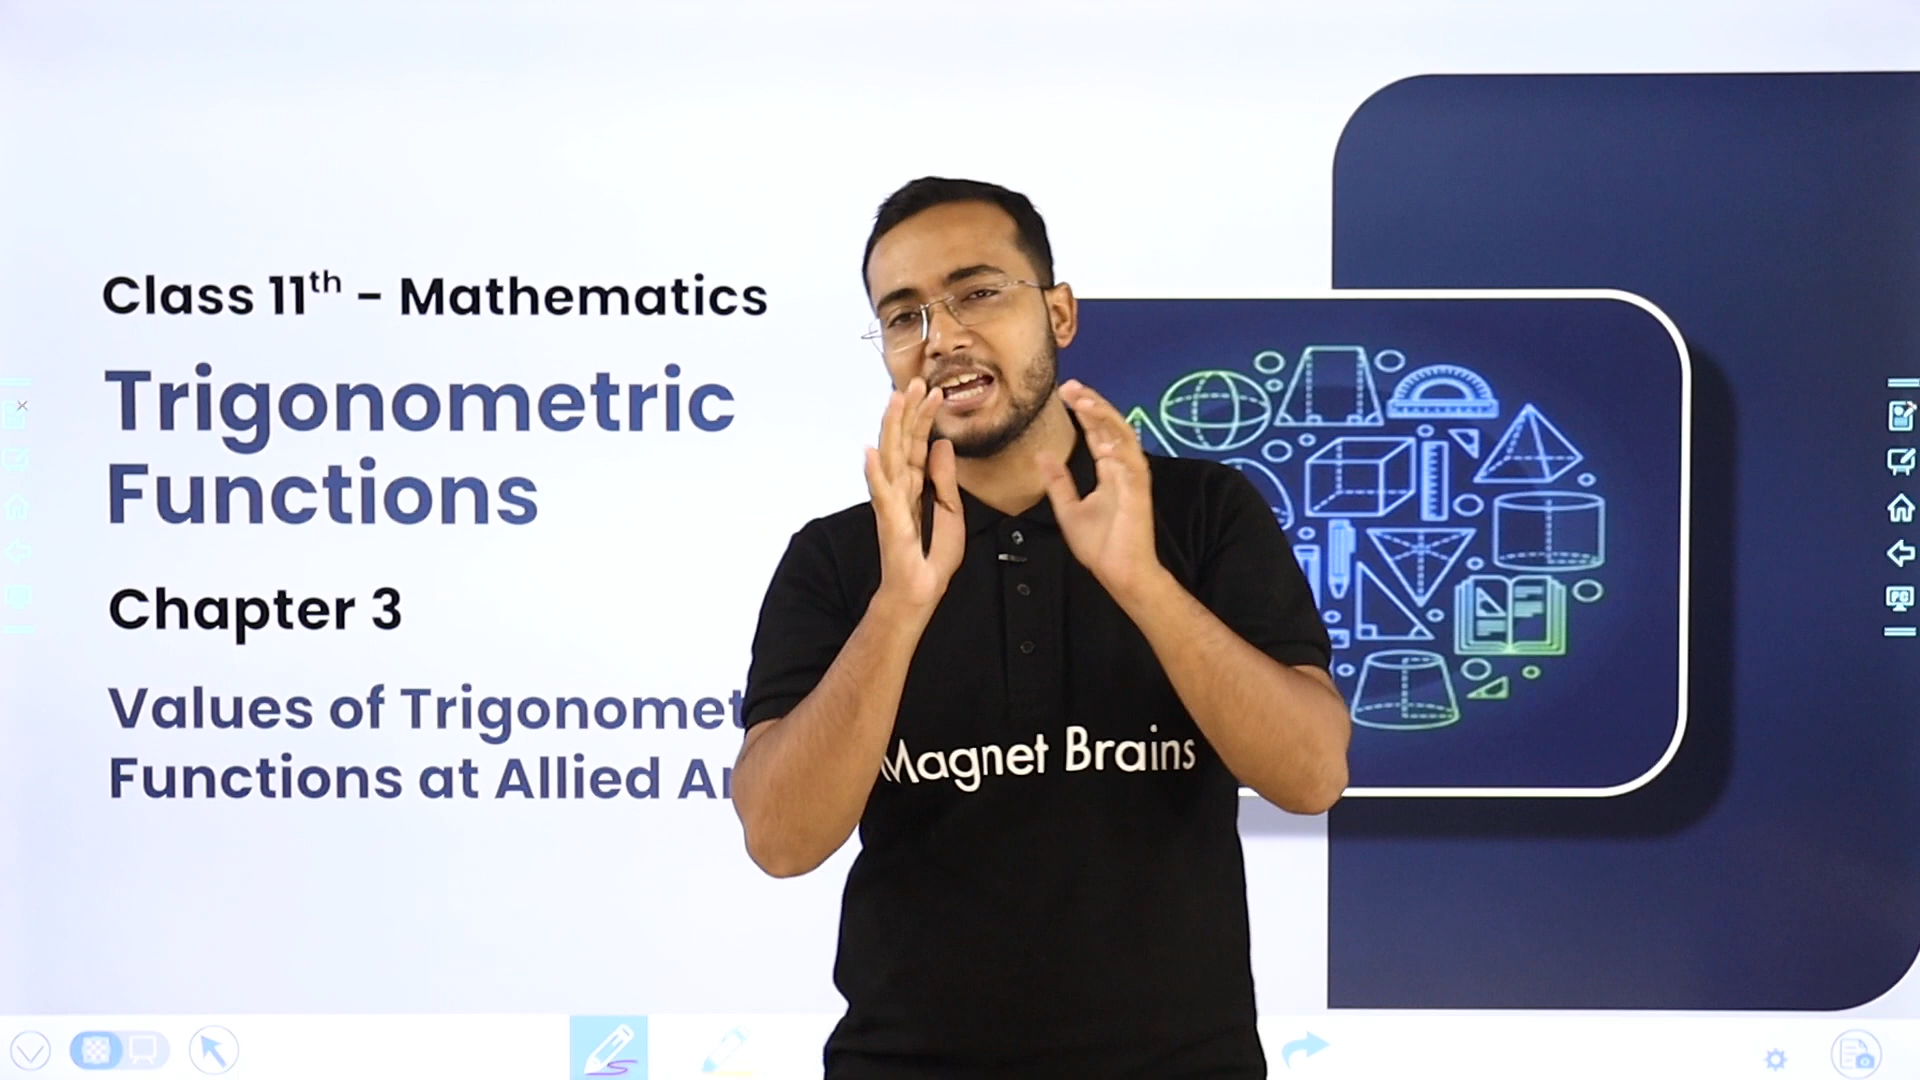 Class 11th - Mathematics
Trigonometric
Functions
Chapter 3
Values of Trigonomet
Functions at Allied
Magnet Brains